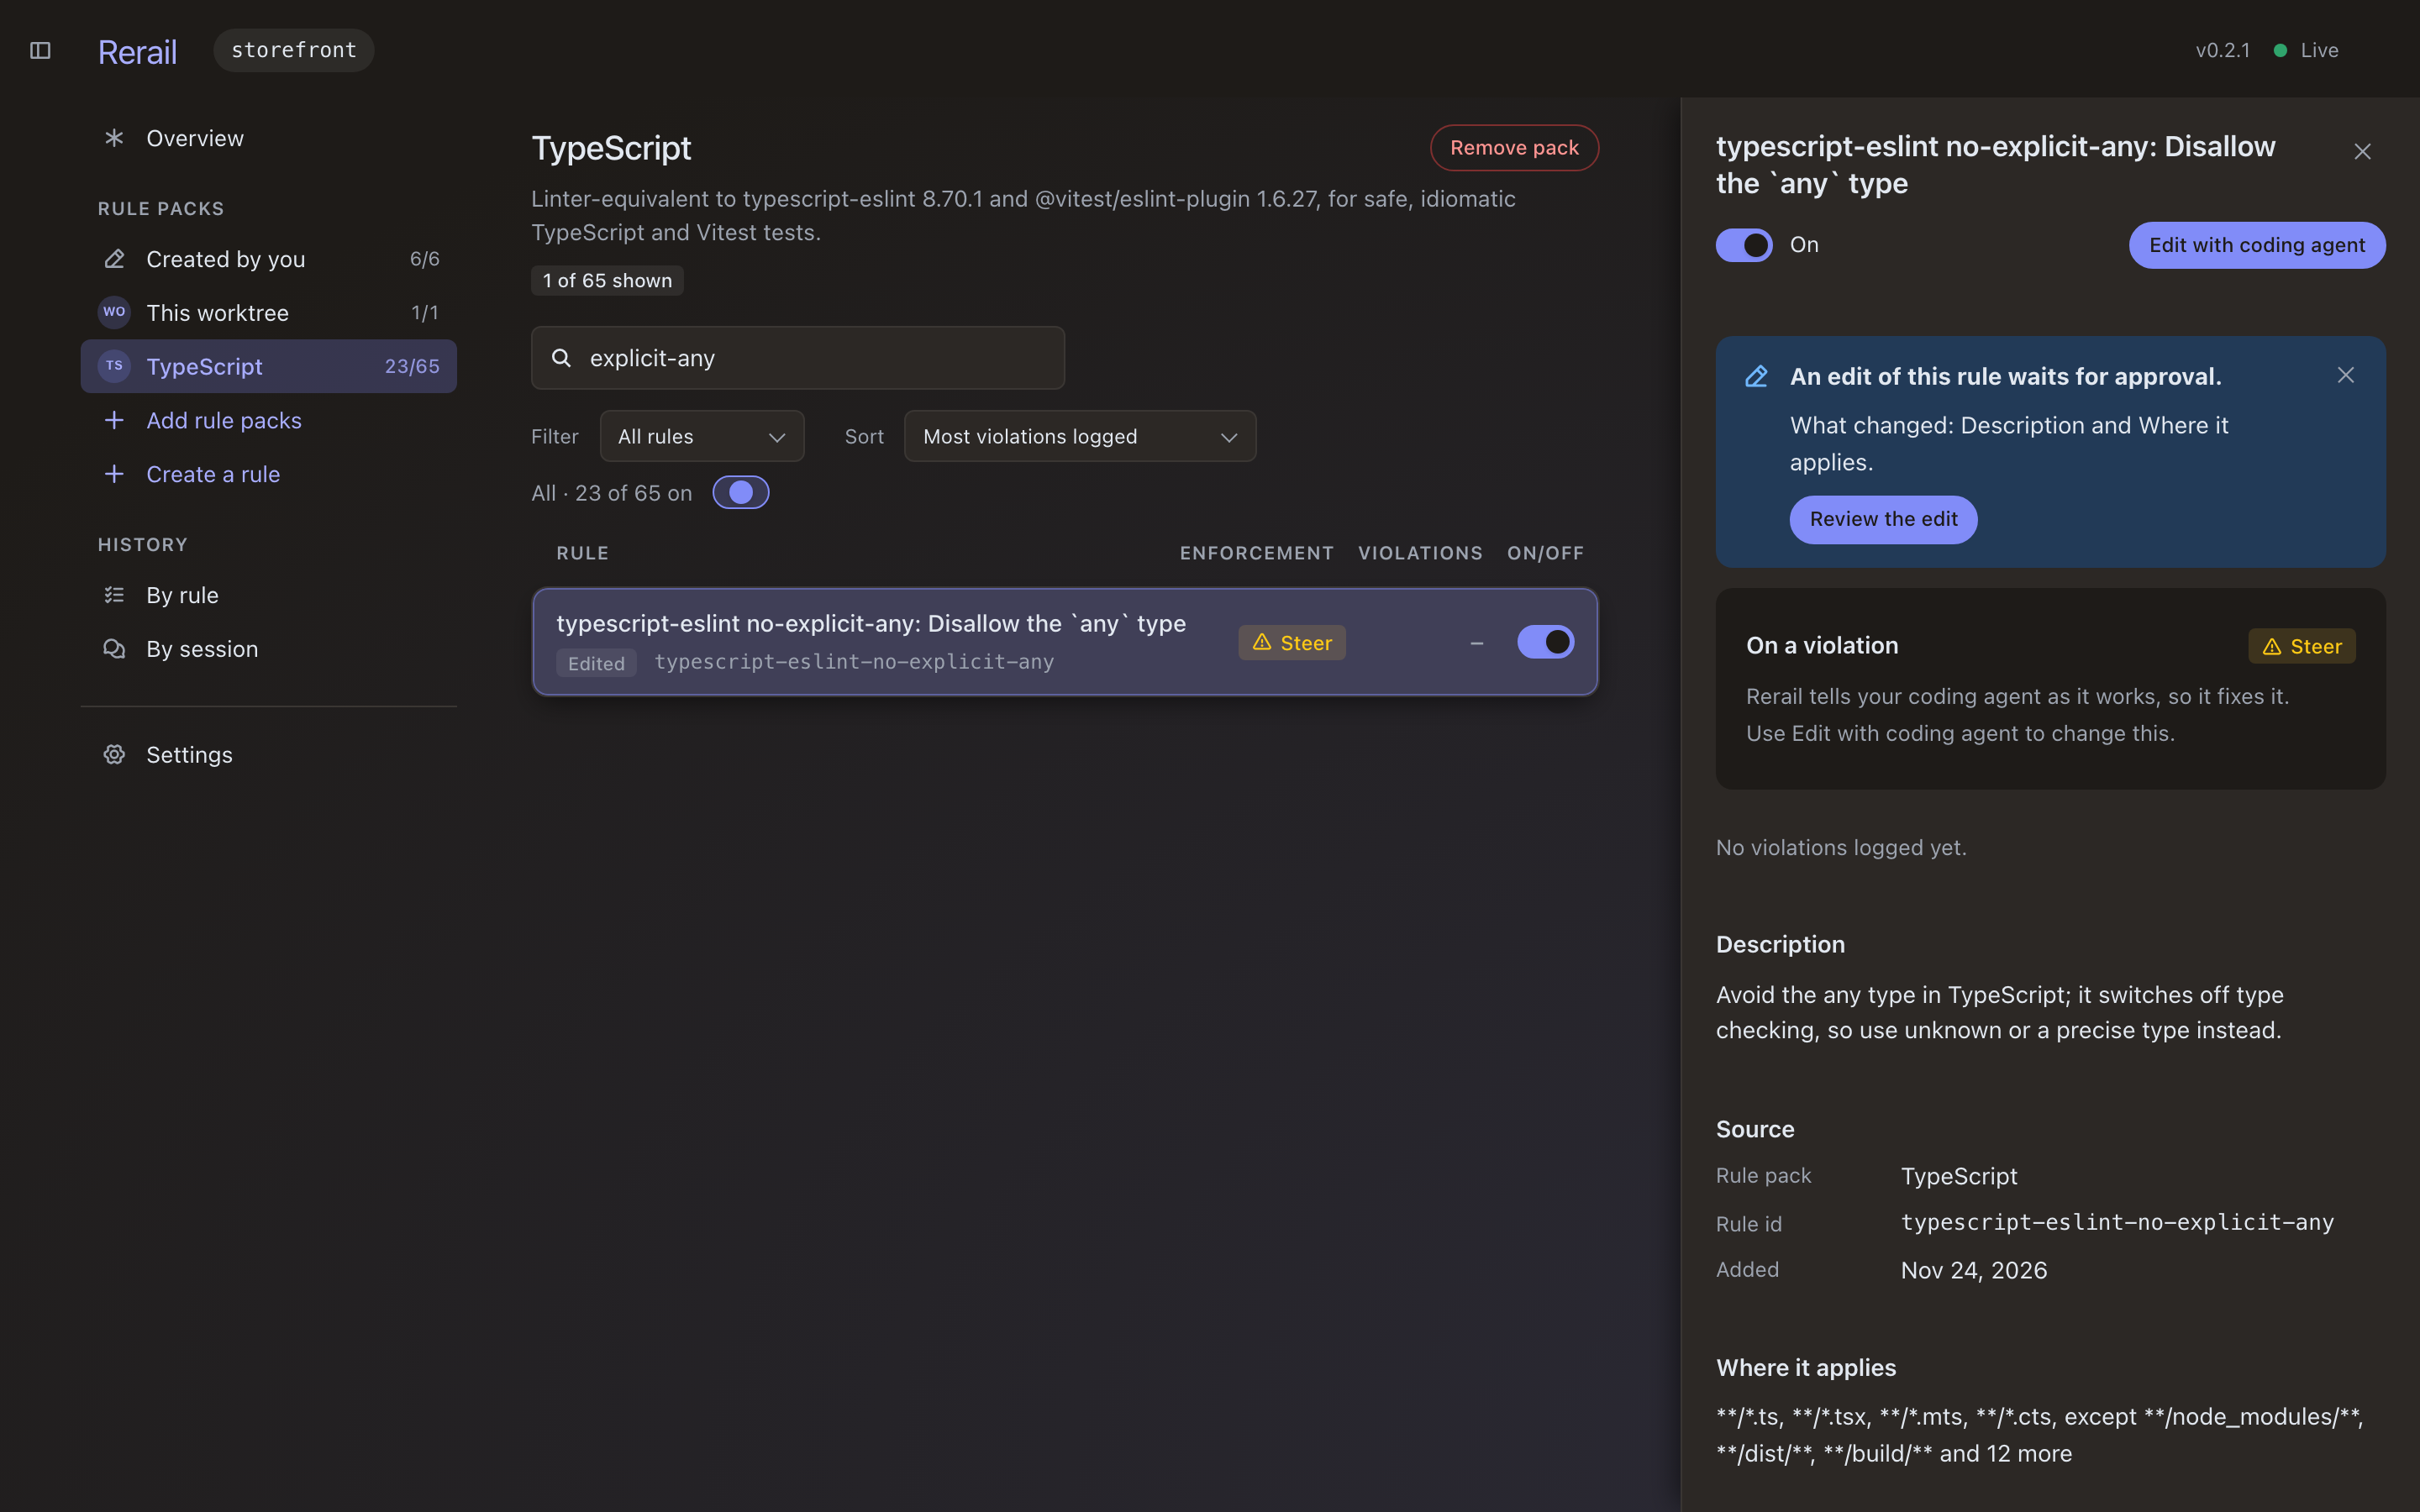 Rerail
storefront
v0.2.1
Live
Overview
RULE PACKS
Created by you 6/6
WO This worktree 1/1
TS TypeScript 23/65
Add rule packs
Create a rule
HISTORY
By rule
By session
Settings
TypeScript
Remove pack
Linter-equivalent to typescript-eslint 8.70.1 and @vitest/eslint-plugin 1.6.27, for safe, idiomatic
TypeScript and Vitest tests.
1 of 65 shown
explicit-any
Filter All rules Sort Most violations logged
All · 23 of 65 on
RULE ENFORCEMENT VIOLATIONS ON/OFF
typescript-eslint no-explicit-any: Disallow the `any` type
Edited typescript-eslint-no-explicit-any
Steer –
typescript-eslint no-explicit-any: Disallow
the `any` type
On
Edit with coding agent
An edit of this rule waits for approval.
What changed: Description and Where it
applies.
Review the edit
On a violation
Steer
Rerail tells your coding agent as it works, so it fixes it.
Use Edit with coding agent to change this.
No violations logged yet.
Description
Avoid the any type in TypeScript; it switches off type
checking, so use unknown or a precise type instead.
Source
Rule pack TypeScript
Rule id typescript-eslint-no-explicit-any
Added Nov 24, 2026
Where it applies
**/*.ts, **/*.tsx, **/*.mts, **/*.cts, except **/node_modules/**,
**/dist/**, **/build/** and 12 more